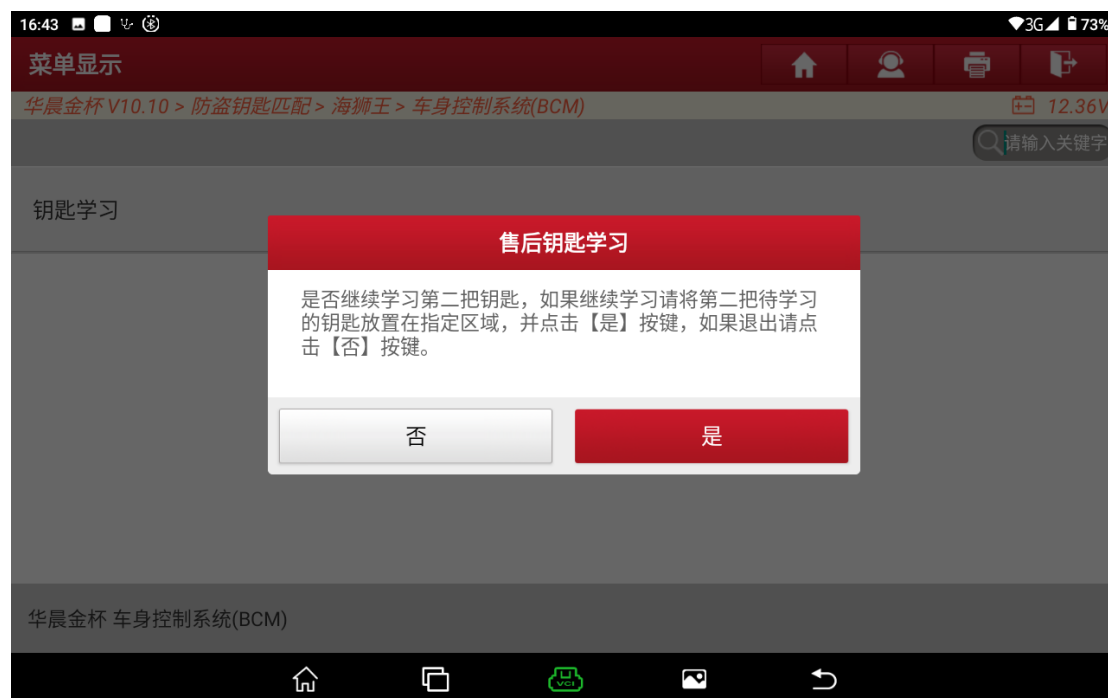 16:43
3G 73%
菜单显示
华晨金杯 V10.10 > 防盗钥匙匹配 > 海狮王 > 车身控制系统(BCM)
12.36V
请输入关键字
钥匙学习
售后钥匙学习
是否继续学习第二把钥匙，如果继续学习请将第二把待学习
的钥匙放置在指定区域，并点击【是】按键，如果退出请点
击【否】按键。
否
是
华晨金杯 车身控制系统(BCM)
VCI